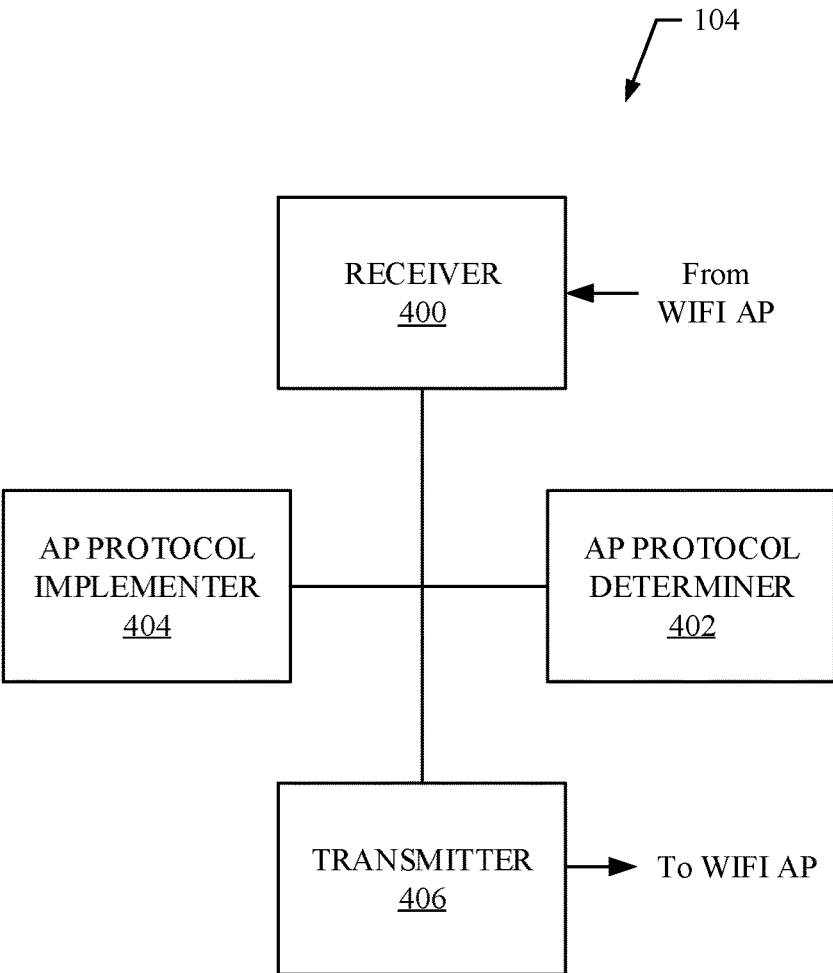 104
RECEIVER
400
From
WIFI AP
AP PROTOCOL
IMPLEMENTER
404
AP PROTOCOL
DETERMINER
402
TRANSMITTER
406
To WIFI AP